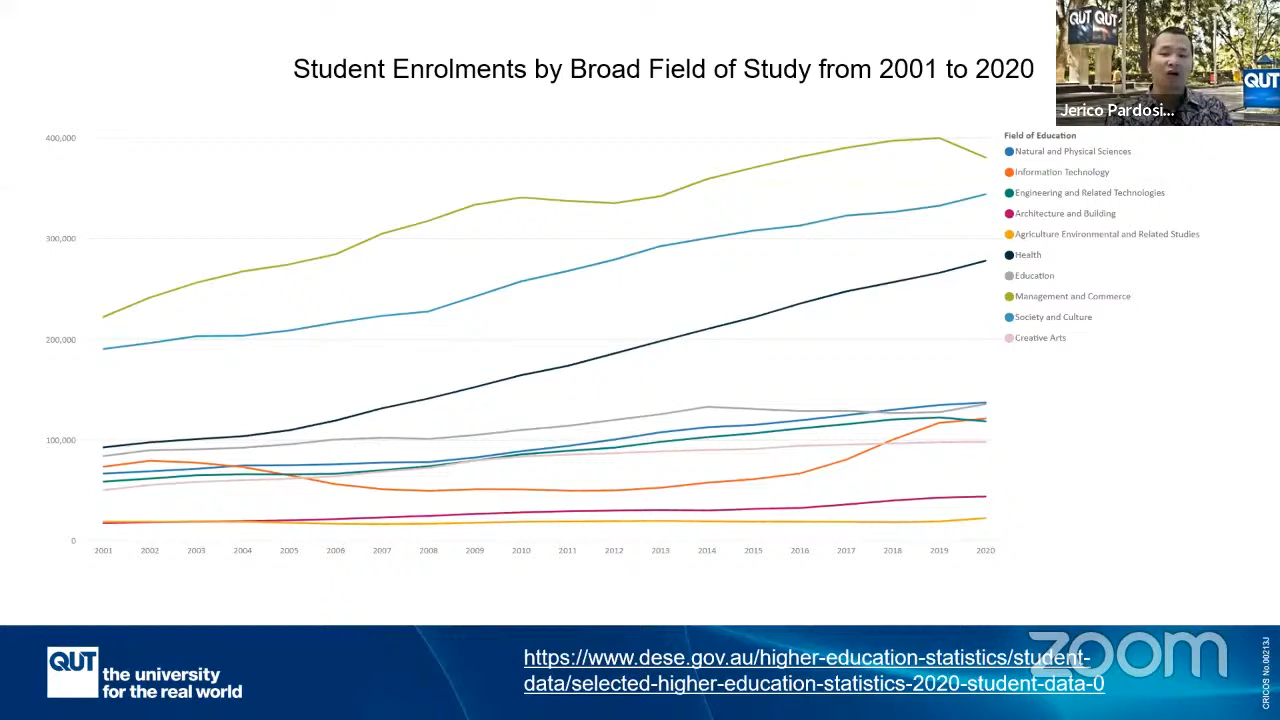 Student Enrolments by Broad Field of Study from 2001 to 2020
QUT QUT
QUT
Jerico Pardosi...
400,000
300,000
200,000
100,000
0
2001 2002 2003 2004 2005 2006 2007 2008 2009 2010 2011 2012 2013 2014 2015 2016 2017 2018 2019 2020
Field of Education
Natural and Physical Sciences
Information Technology
Engineering and Related Technologies
Architecture and Building
Agriculture Environmental and Related Studies
Health
Education
Management and Commerce
Society and Culture
Creative Arts
QUT
the university
for the real world
https://www.dese.gov.au/higher-education-statistics/student-
data/selected-higher-education-statistics-2020-student-data-0
zoom
CRICOS No.00213J